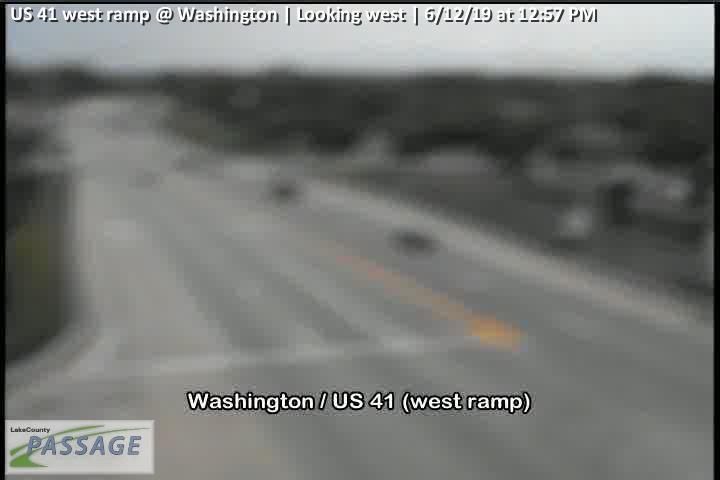 US 41 west ramp @ Washington | Looking west | 6/12/19 at 12:57 PM
Washington / US 41 (west ramp)
LakeCounty
PASSAGE